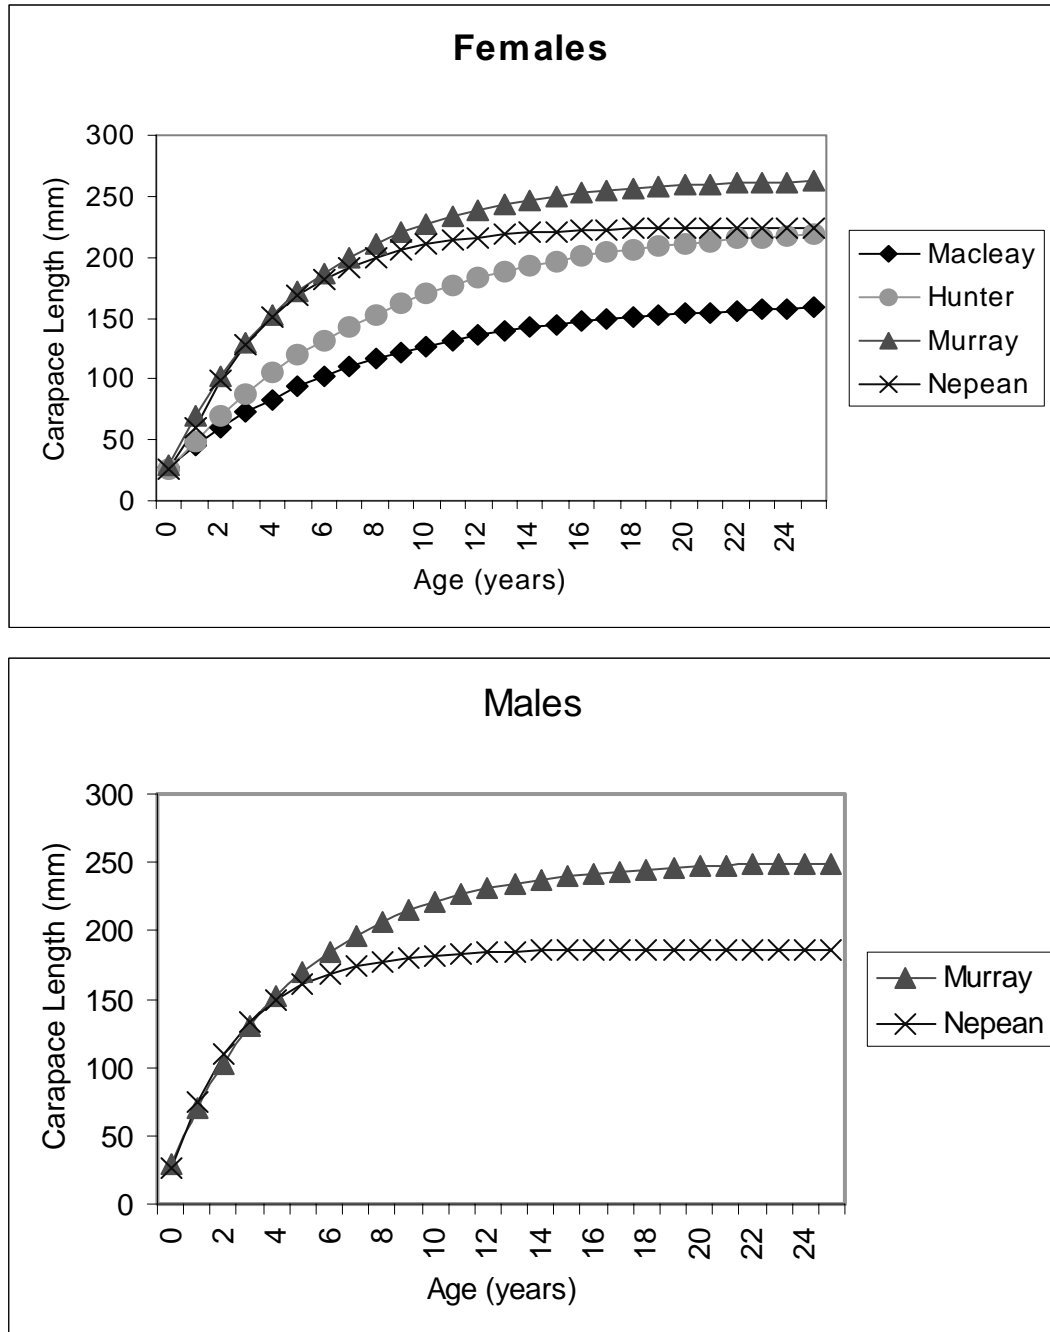 Females
300
250
200
150
100
50
0
Carapace Length (mm)
0 2 4 6 8 10 12 14 16 18 20 22 24
Age (years)
Macleay
Hunter
Murray
Nepean
Males
300
250
200
150
100
50
0
Carapace Length (mm)
0 2 4 6 8 10 12 14 16 18 20 22 24
Age (years)
Murray
Nepean